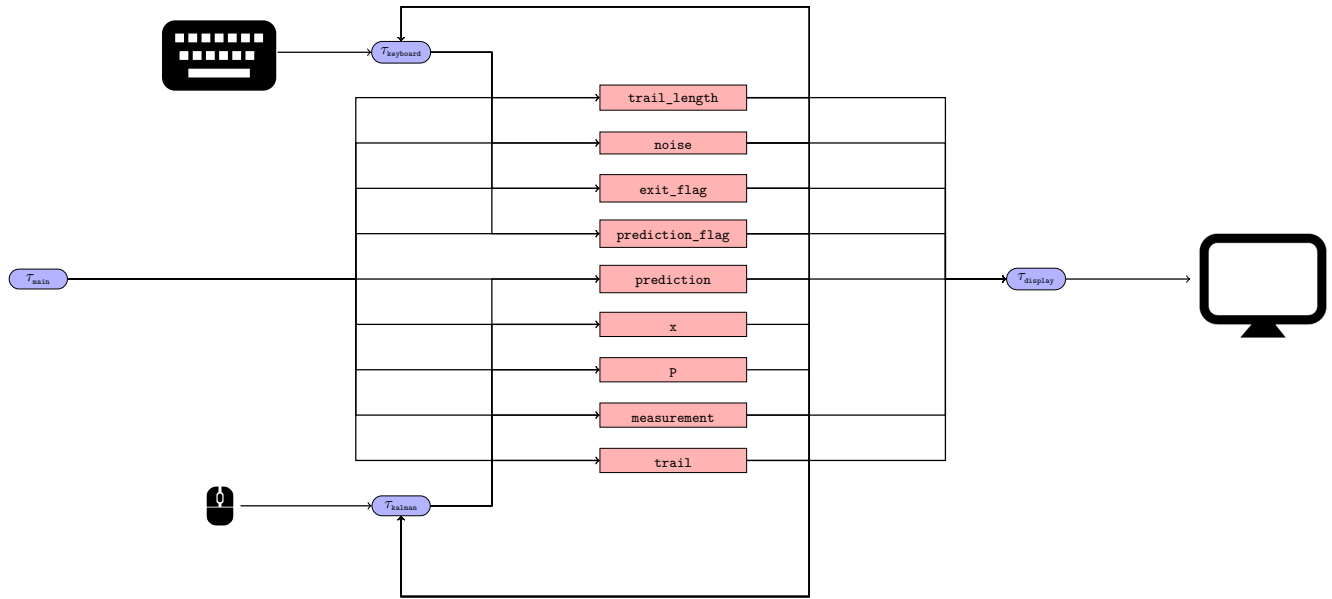 τkeyboard
trail_length
noise
exit_flag
prediction_flag
τmain
prediction
τdisplay
x
p
measurement
trail
τkalman